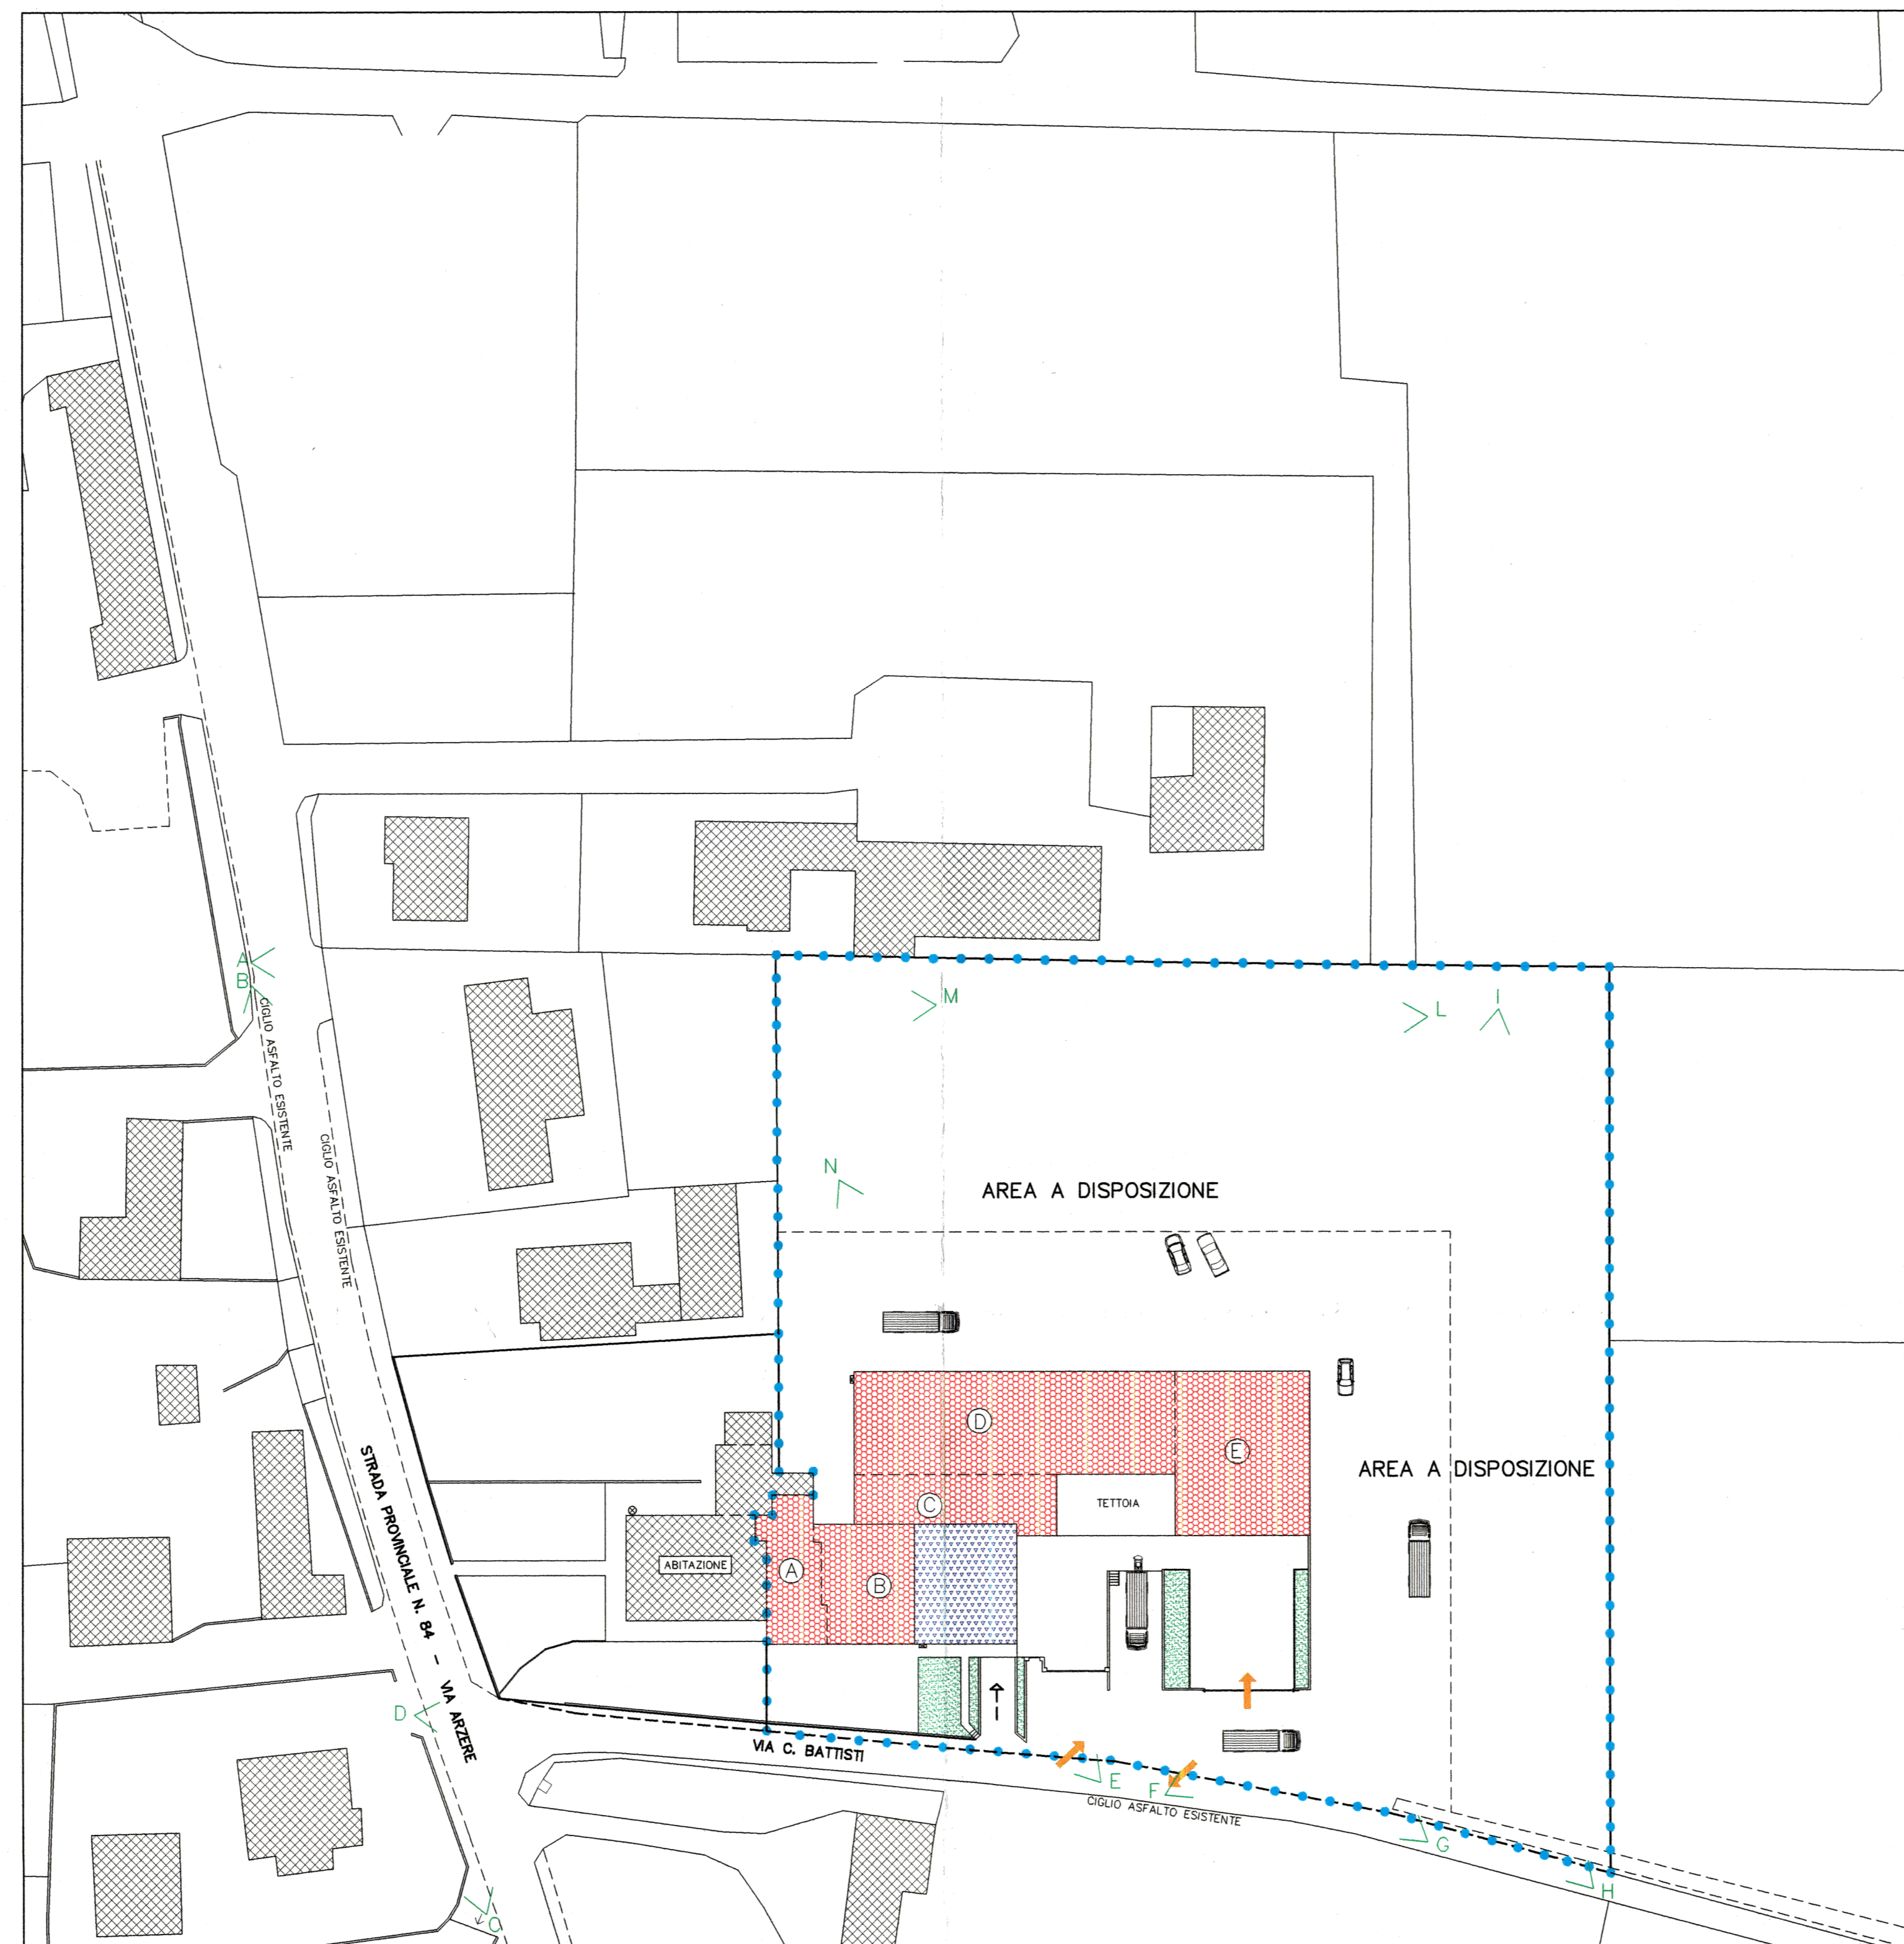 A
B
M
L
I
CIGLIO ASFALTO ESISTENTE
CIGLIO ASFALTO ESISTENTE
N
AREA A DISPOSIZIONE
D
E
AREA A DISPOSIZIONE
C
TETTOIA
ABITAZIONE
A
B
STRADA PROVINCIALE N. 84 - VIA ARZERE
D
VIA C. BATTISTI
E
F
CIGLIO ASFALTO ESISTENTE
G
H
C